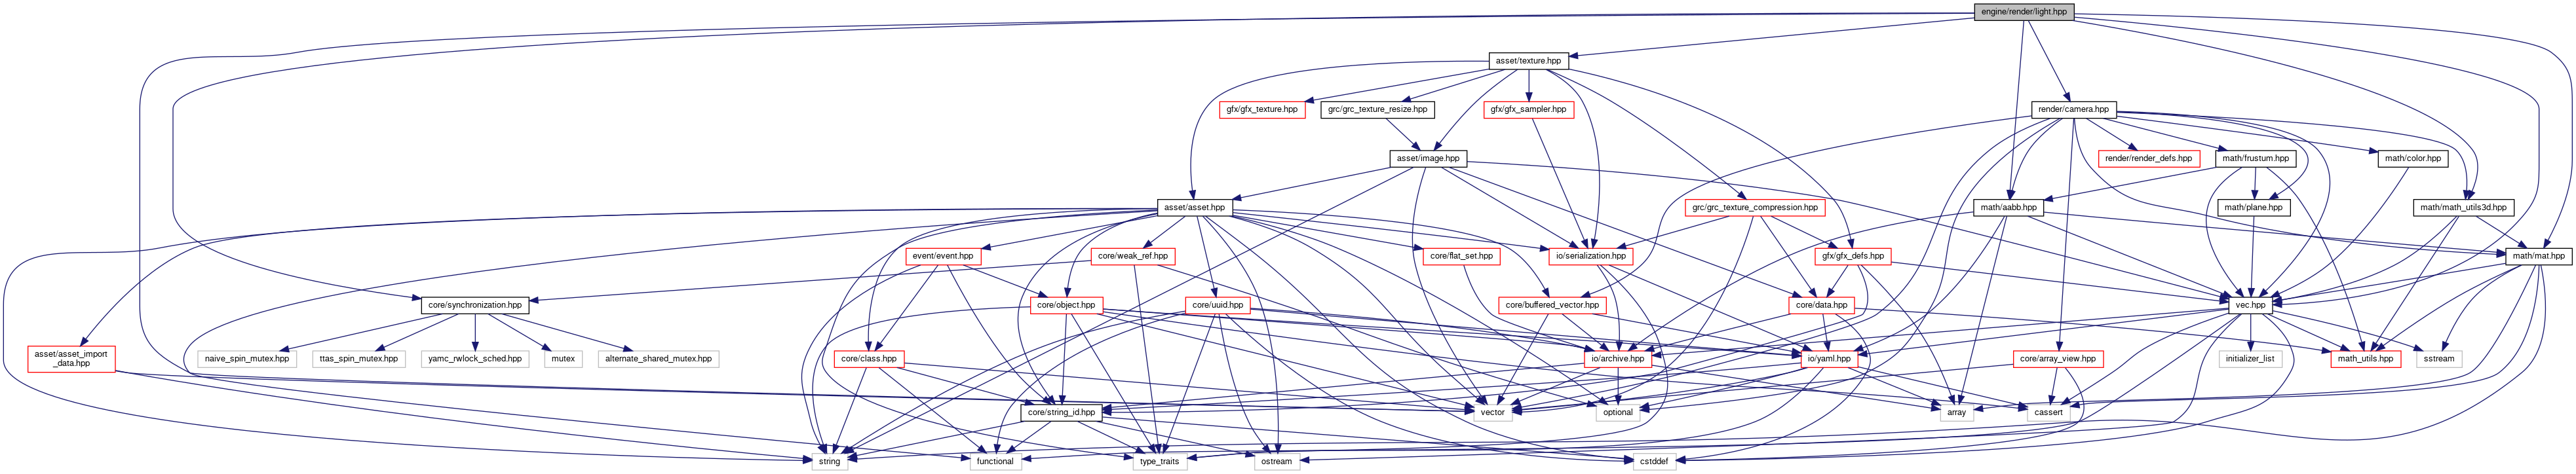 engine/render/light.hpp
asset/texture.hpp
gfx/gfx_texture.hpp
grc/grc_texture_resize.hpp
gfx/gfx_sampler.hpp
render/camera.hpp
asset/image.hpp
render/render_defs.hpp
math/frustum.hpp
math/color.hpp
asset/asset.hpp
grc/grc_texture_compression.hpp
math/aabb.hpp
math/plane.hpp
math/math_utils3d.hpp
event/event.hpp
core/weak_ref.hpp
core/flat_set.hpp
io/serialization.hpp
gfx/gfx_defs.hpp
math/mat.hpp
core/synchronization.hpp
core/object.hpp
core/uuid.hpp
core/buffered_vector.hpp
core/data.hpp
vec.hpp
asset/asset_import
_data.hpp
naive_spin_mutex.hpp
ttas_spin_mutex.hpp
yamc_rwlock_sched.hpp
mutex
alternate_shared_mutex.hpp
core/class.hpp
io/archive.hpp
io/yaml.hpp
core/array_view.hpp
initializer_list
math_utils.hpp
sstream
core/string_id.hpp
vector
optional
array
cassert
string
functional
type_traits
ostream
cstddef